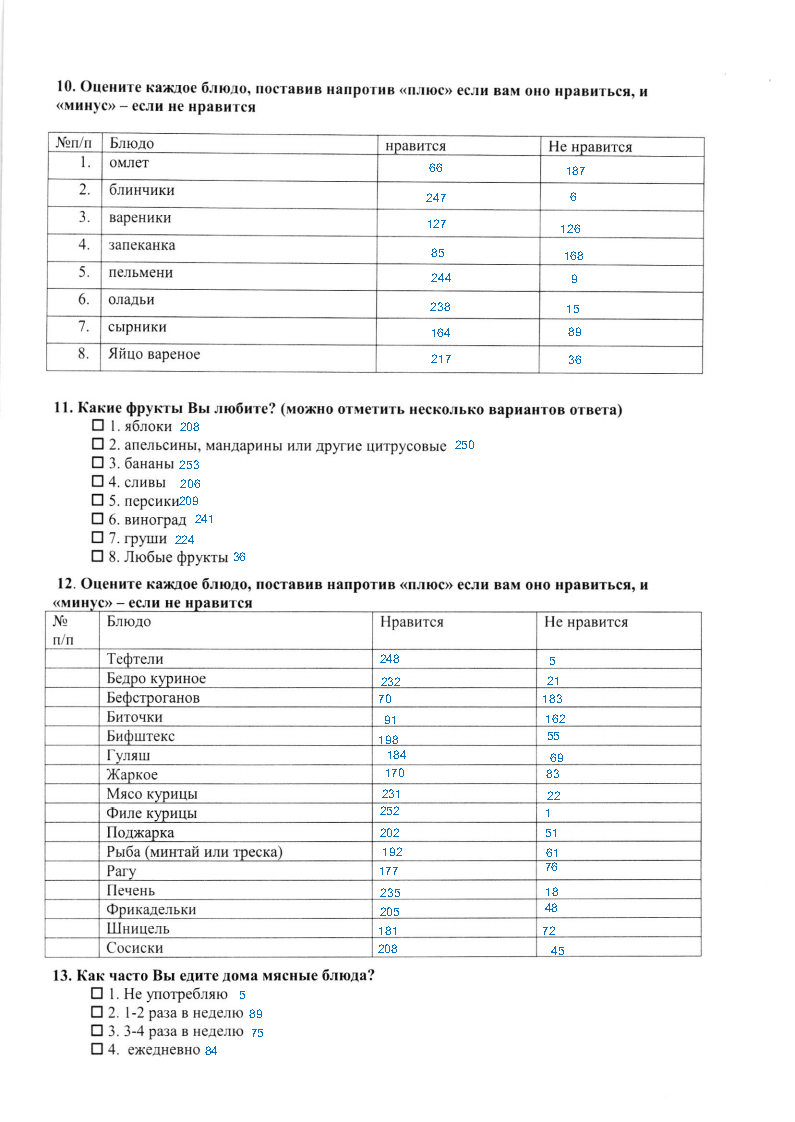 10. Оцените каждое блюдо, поставив напротив «плюс» если вам оно нравиться, и
«минус» – если не нравится
№п/п Блюдо нравится Не нравится
1. омлет 66 187
2. блинчики 247 6
3. вареники 127 126
4. запеканка 85 168
5. пельмени 244 9
6. оладьи 238 15
7. сырники 164 89
8. Яйцо вареное 217 36
11. Какие фрукты Вы любите? (можно отметить несколько вариантов ответа)
☐ 1. яблоки 208
☐ 2. апельсины, мандарины или другие цитрусовые 250
☐ 3. бананы 253
☐ 4. сливы 206
☐ 5. персики 209
☐ 6. виноград 241
☐ 7. груши 224
☐ 8. Любые фрукты 36
12. Оцените каждое блюдо, поставив напротив «плюс» если вам оно нравиться, и
«минус» – если не нравится
№ Блюдо Нравится Не нравится
п/п
Тефтели 248 5
Бедро куриное 232 21
Бефстроганов 70 183
Биточки 91 162
Бифштекс 198 55
Гуляш 184 69
Жаркое 170 83
Мясо курицы 231 22
Филе курицы 252 1
Поджарка 202 51
Рыба (минтай или треска) 192 61
Рагу 177 76
Печень 235 18
Фрикадельки 205 48
Шницель 181 72
Сосиски 208 45
13. Как часто Вы едите дома мясные блюда?
☐ 1. Не употребляю 5
☐ 2. 1-2 раза в неделю 89
☐ 3. 3-4 раза в неделю 75
☐ 4. ежедневно 84